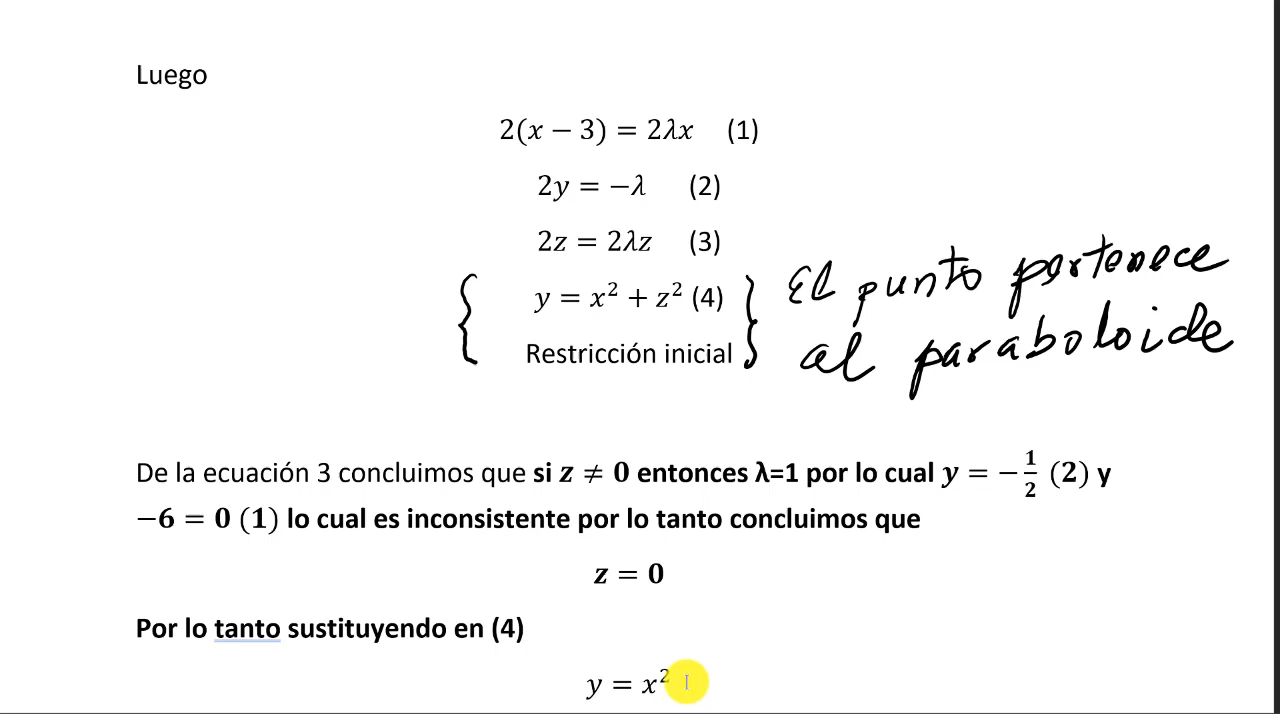 Luego
2(x − 3) = 2λx (1)
2y = −λ (2)
2z = 2λz (3)
{ y = x² + z² (4) } El punto pertenece
Restricción inicial al paraboloide
De la ecuación 3 concluimos que si z ≠ 0 entonces λ=1 por lo cual y = −1/2 (2) y
−6 = 0 (1) lo cual es inconsistente por lo tanto concluimos que
z = 0
Por lo tanto sustituyendo en (4)
y = x²